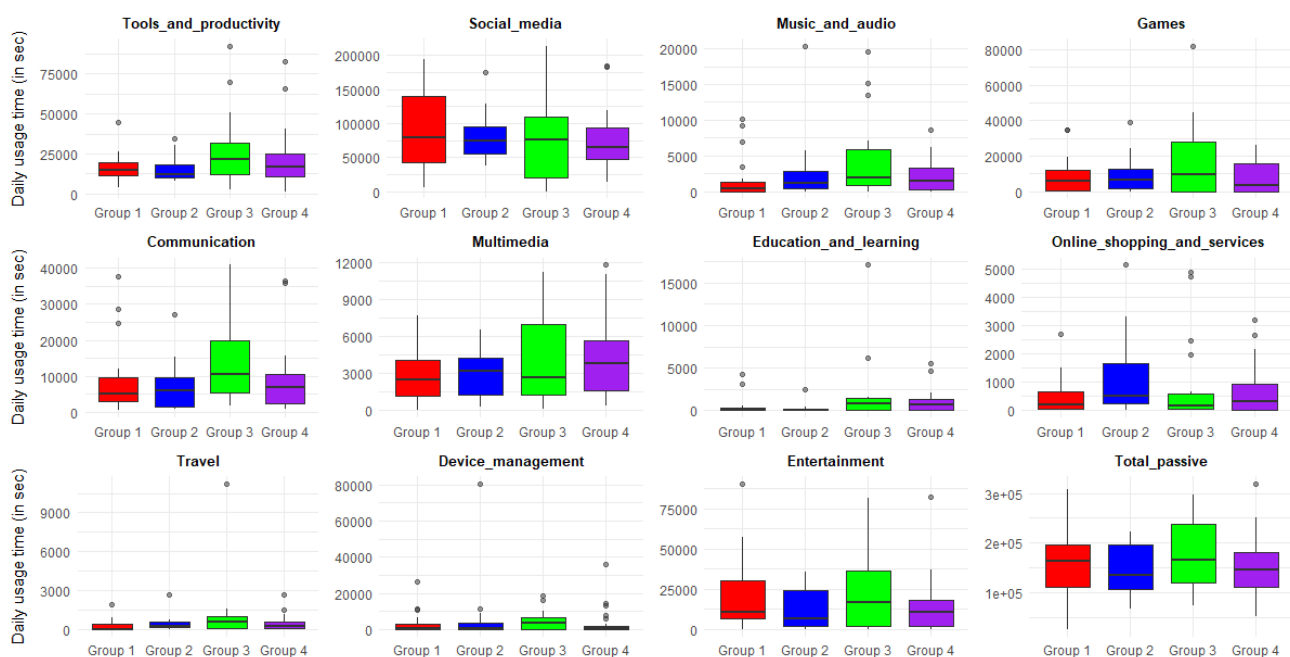 Tools_and_productivity Social_media Music_and_audio Games
Daily usage time (in sec)
75000 50000 25000 0
200000 150000 100000 50000 0
20000 15000 10000 5000 0
80000 60000 40000 20000 0
Group 1 Group 2 Group 3 Group 4 Group 1 Group 2 Group 3 Group 4 Group 1 Group 2 Group 3 Group 4 Group 1 Group 2 Group 3 Group 4
Communication Multimedia Education_and_learning Online_shopping_and_services
Daily usage time (in sec)
40000 30000 20000 10000 0
12000 9000 6000 3000 0
15000 10000 5000 0
5000 4000 3000 2000 1000 0
Group 1 Group 2 Group 3 Group 4 Group 1 Group 2 Group 3 Group 4 Group 1 Group 2 Group 3 Group 4 Group 1 Group 2 Group 3 Group 4
Travel Device_management Entertainment Total_passive
Daily usage time (in sec)
9000 6000 3000 0
80000 60000 40000 20000 0
75000 50000 25000 0
3e+05 2e+05 1e+05
Group 1 Group 2 Group 3 Group 4 Group 1 Group 2 Group 3 Group 4 Group 1 Group 2 Group 3 Group 4 Group 1 Group 2 Group 3 Group 4